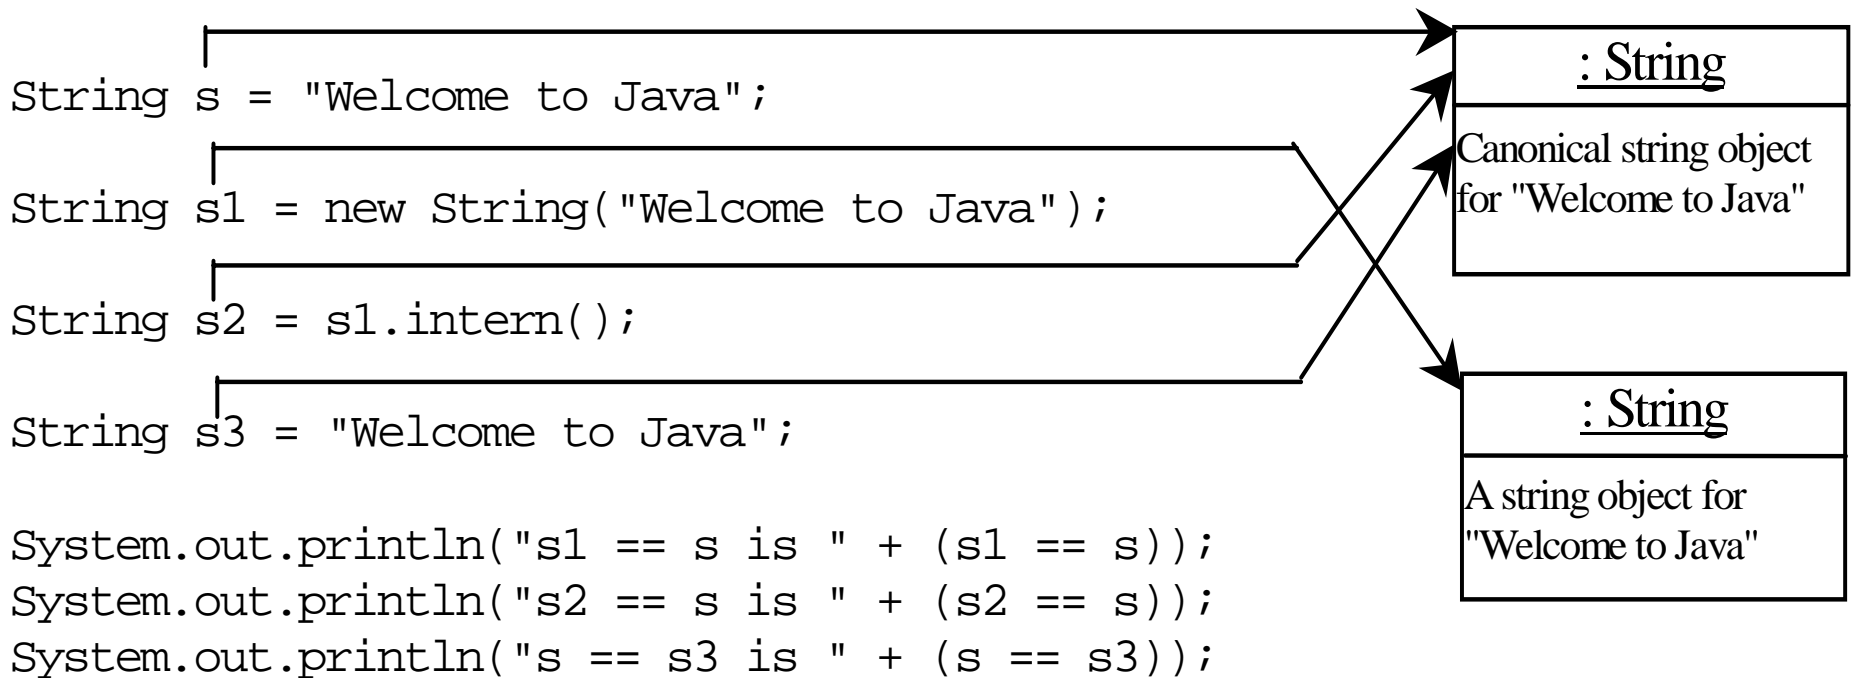 String s = "Welcome to Java";
String s1 = new String("Welcome to Java");
String s2 = s1.intern();
String s3 = "Welcome to Java";
System.out.println("s1 == s is " + (s1 == s));
System.out.println("s2 == s is " + (s2 == s));
System.out.println("s == s3 is " + (s == s3));
: String
Canonical string object
for "Welcome to Java"
: String
A string object for
"Welcome to Java"